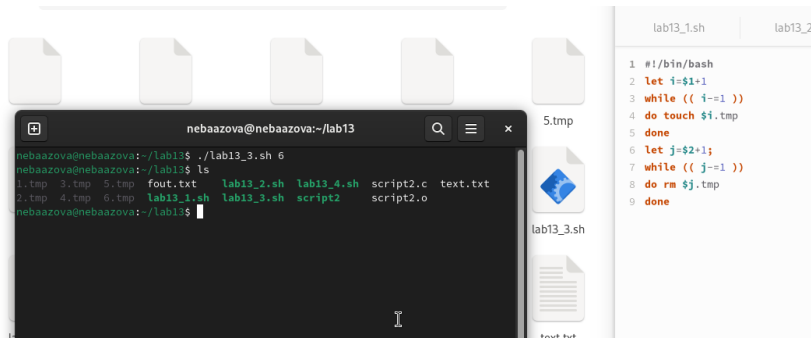 lab13_1.sh lab13_2
5.tmp
nebaazova@nebaazova:~/lab13
nebaazova@nebaazova:~/lab13$ ./lab13_3.sh 6
nebaazova@nebaazova:~/lab13$ ls
1.tmp 3.tmp 5.tmp fout.txt lab13_2.sh lab13_4.sh script2.c text.txt
2.tmp 4.tmp 6.tmp lab13_1.sh lab13_3.sh script2 script2.o
nebaazova@nebaazova:~/lab13$
lab13_3.sh
text.txt
1 #!/bin/bash
2 let i=$1+1
3 while (( i-=1 ))
4 do touch $i.tmp
5 done
6 let j=$2+1;
7 while (( j-=1 ))
8 do rm $j.tmp
9 done